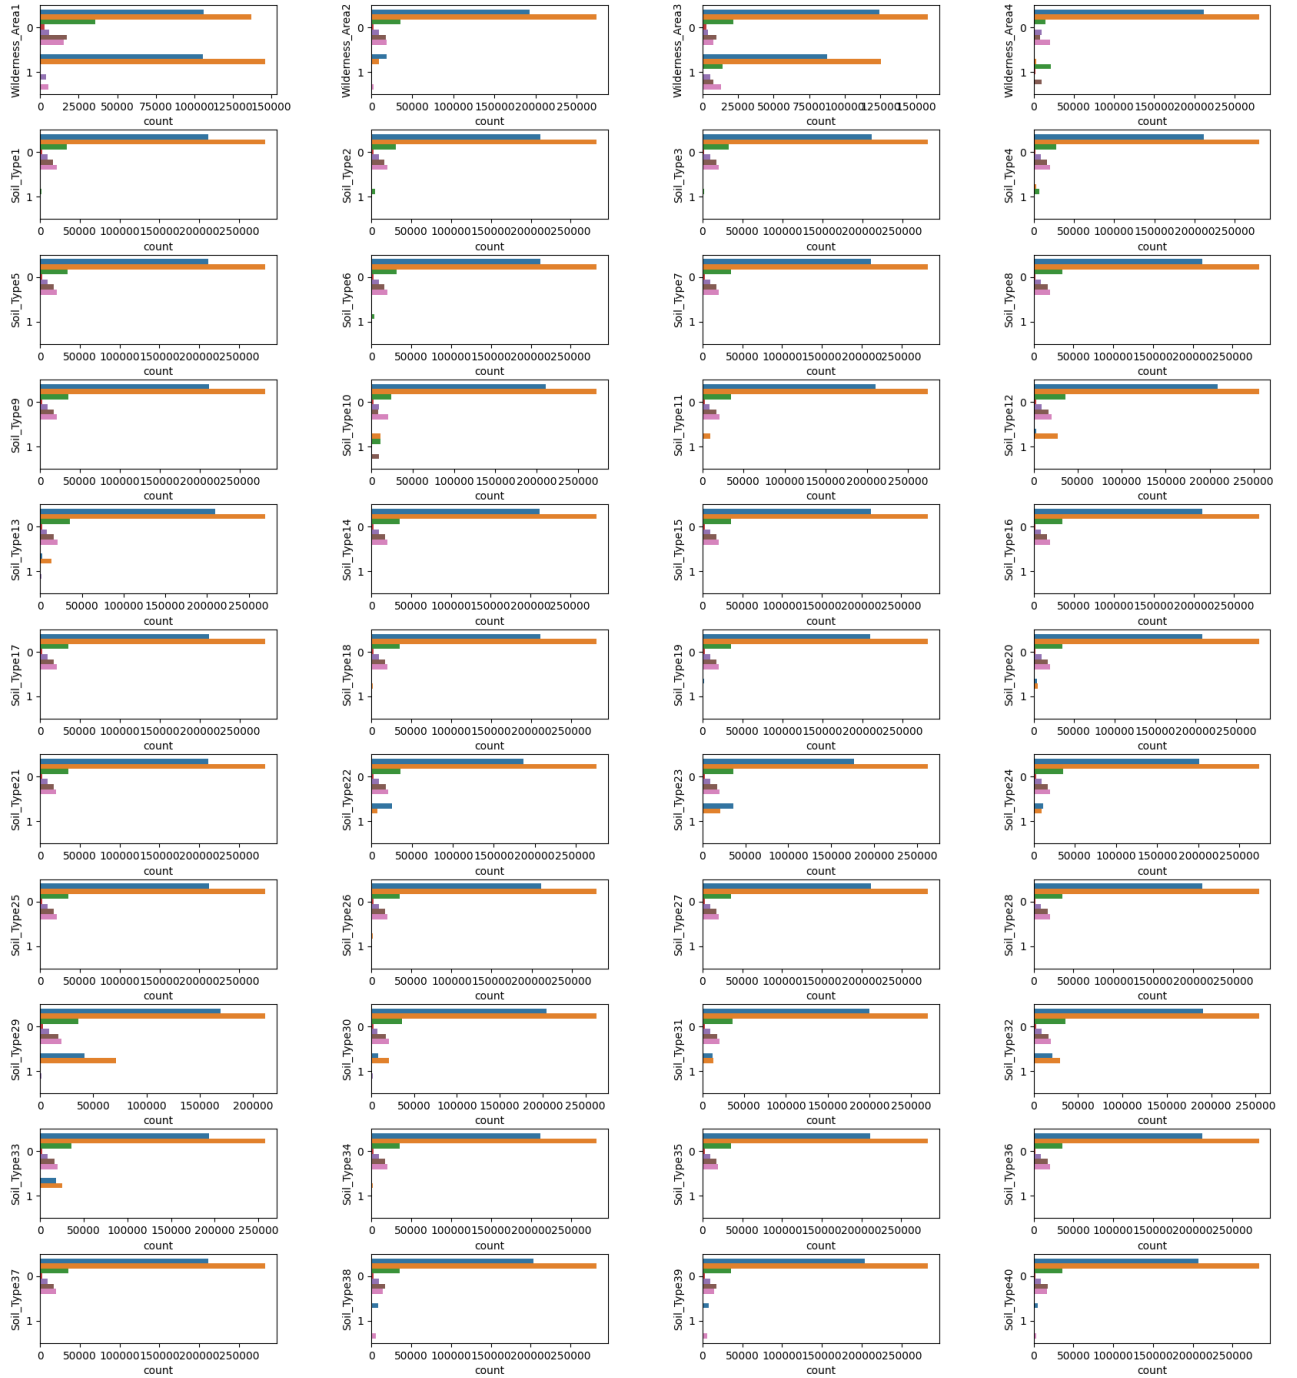 Wilderness_Area1 Wilderness_Area2 Wilderness_Area3 Wilderness_Area4
0 0 0 0
1 1 1 1
0 25000 50000 75000 100000 125000 150000 0 50000 100000 150000 200000 250000 0 25000 50000 75000 100000 125000 150000 0 50000 100000 150000 200000 250000
count count count count
Soil_Type1 Soil_Type2 Soil_Type3 Soil_Type4
0 0 0 0
1 1 1 1
0 50000 100000 150000 200000 250000 0 50000 100000 150000 200000 250000 0 50000 100000 150000 200000 250000 0 50000 100000 150000 200000 250000
count count count count
Soil_Type5 Soil_Type6 Soil_Type7 Soil_Type8
0 0 0 0
1 1 1 1
0 50000 100000 150000 200000 250000 0 50000 100000 150000 200000 250000 0 50000 100000 150000 200000 250000 0 50000 100000 150000 200000 250000
count count count count
Soil_Type9 Soil_Type10 Soil_Type11 Soil_Type12
0 0 0 0
1 1 1 1
0 50000 100000 150000 200000 250000 0 50000 100000 150000 200000 250000 0 50000 100000 150000 200000 250000 0 50000 100000 150000 200000 250000
count count count count
Soil_Type13 Soil_Type14 Soil_Type15 Soil_Type16
0 0 0 0
1 1 1 1
0 50000 100000 150000 200000 250000 0 50000 100000 150000 200000 250000 0 50000 100000 150000 200000 250000 0 50000 100000 150000 200000 250000
count count count count
Soil_Type17 Soil_Type18 Soil_Type19 Soil_Type20
0 0 0 0
1 1 1 1
0 50000 100000 150000 200000 250000 0 50000 100000 150000 200000 250000 0 50000 100000 150000 200000 250000 0 50000 100000 150000 200000 250000
count count count count
Soil_Type21 Soil_Type22 Soil_Type23 Soil_Type24
0 0 0 0
1 1 1 1
0 50000 100000 150000 200000 250000 0 50000 100000 150000 200000 250000 0 50000 100000 150000 200000 250000 0 50000 100000 150000 200000 250000
count count count count
Soil_Type25 Soil_Type26 Soil_Type27 Soil_Type28
0 0 0 0
1 1 1 1
0 50000 100000 150000 200000 250000 0 50000 100000 150000 200000 250000 0 50000 100000 150000 200000 250000 0 50000 100000 150000 200000 250000
count count count count
Soil_Type29 Soil_Type30 Soil_Type31 Soil_Type32
0 0 0 0
1 1 1 1
0 50000 100000 150000 200000 0 50000 100000 150000 200000 250000 0 50000 100000 150000 200000 250000 0 50000 100000 150000 200000 250000
count count count count
Soil_Type33 Soil_Type34 Soil_Type35 Soil_Type36
0 0 0 0
1 1 1 1
0 50000 100000 150000 200000 250000 0 50000 100000 150000 200000 250000 0 50000 100000 150000 200000 250000 0 50000 100000 150000 200000 250000
count count count count
Soil_Type37 Soil_Type38 Soil_Type39 Soil_Type40
0 0 0 0
1 1 1 1
0 50000 100000 150000 200000 250000 0 50000 100000 150000 200000 250000 0 50000 100000 150000 200000 250000 0 50000 100000 150000 200000 250000
count count count count